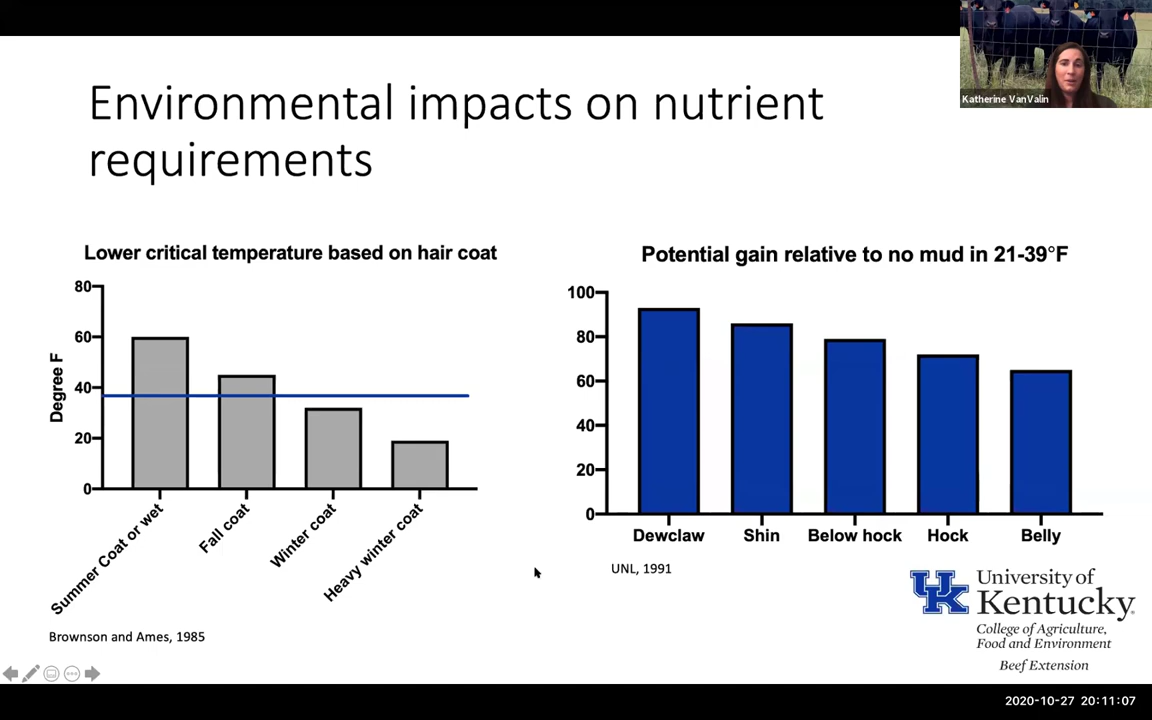 Katherine VanValin
Environmental impacts on nutrient
requirements
Lower critical temperature based on hair coat
Degree F
80
60
40
20
0
Summer Coat or wet
Fall coat
Winter coat
Heavy winter coat
Brownson and Ames, 1985
Potential gain relative to no mud in 21-39°F
100
80
60
40
20
0
Dewclaw Shin Below hock Hock Belly
UNL, 1991
UK
University of
Kentucky
College of Agriculture,
Food and Environment
Beef Extension
2020-10-27 20:11:07